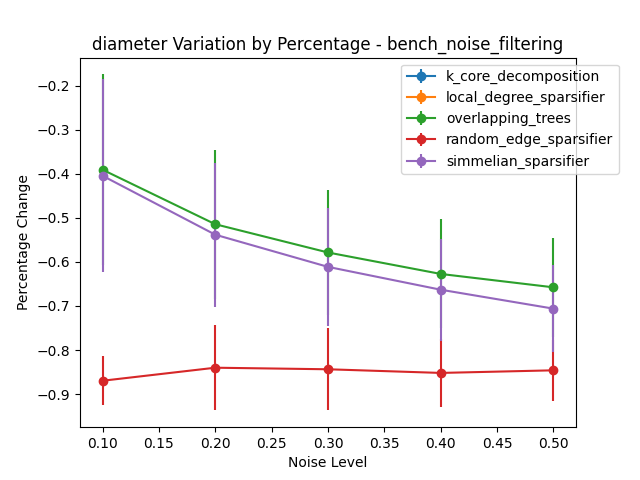 diameter Variation by Percentage - bench_noise_filtering
k_core_decomposition
local_degree_sparsifier
overlapping_trees
random_edge_sparsifier
simmelian_sparsifier
Percentage Change
−0.2
−0.3
−0.4
−0.5
−0.6
−0.7
−0.8
−0.9
0.10 0.15 0.20 0.25 0.30 0.35 0.40 0.45 0.50
Noise Level